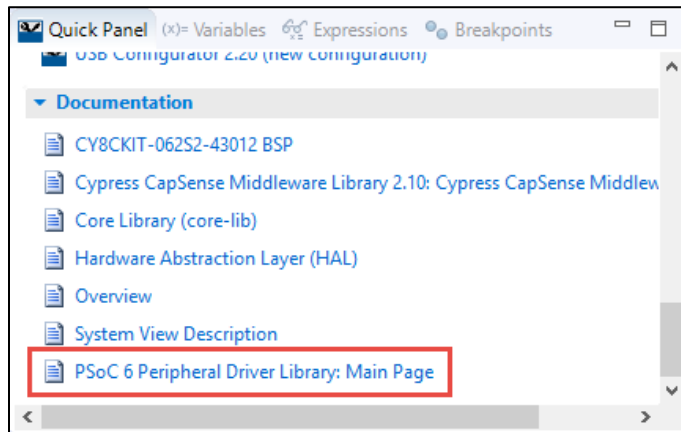 Quick Panel (x)= Variables Expressions Breakpoints
USB Configurator 2.20 (new configuration)
Documentation
CY8CKIT-062S2-43012 BSP
Cypress CapSense Middleware Library 2.10: Cypress CapSense Middlew
Core Library (core-lib)
Hardware Abstraction Layer (HAL)
Overview
System View Description
PSoC 6 Peripheral Driver Library: Main Page